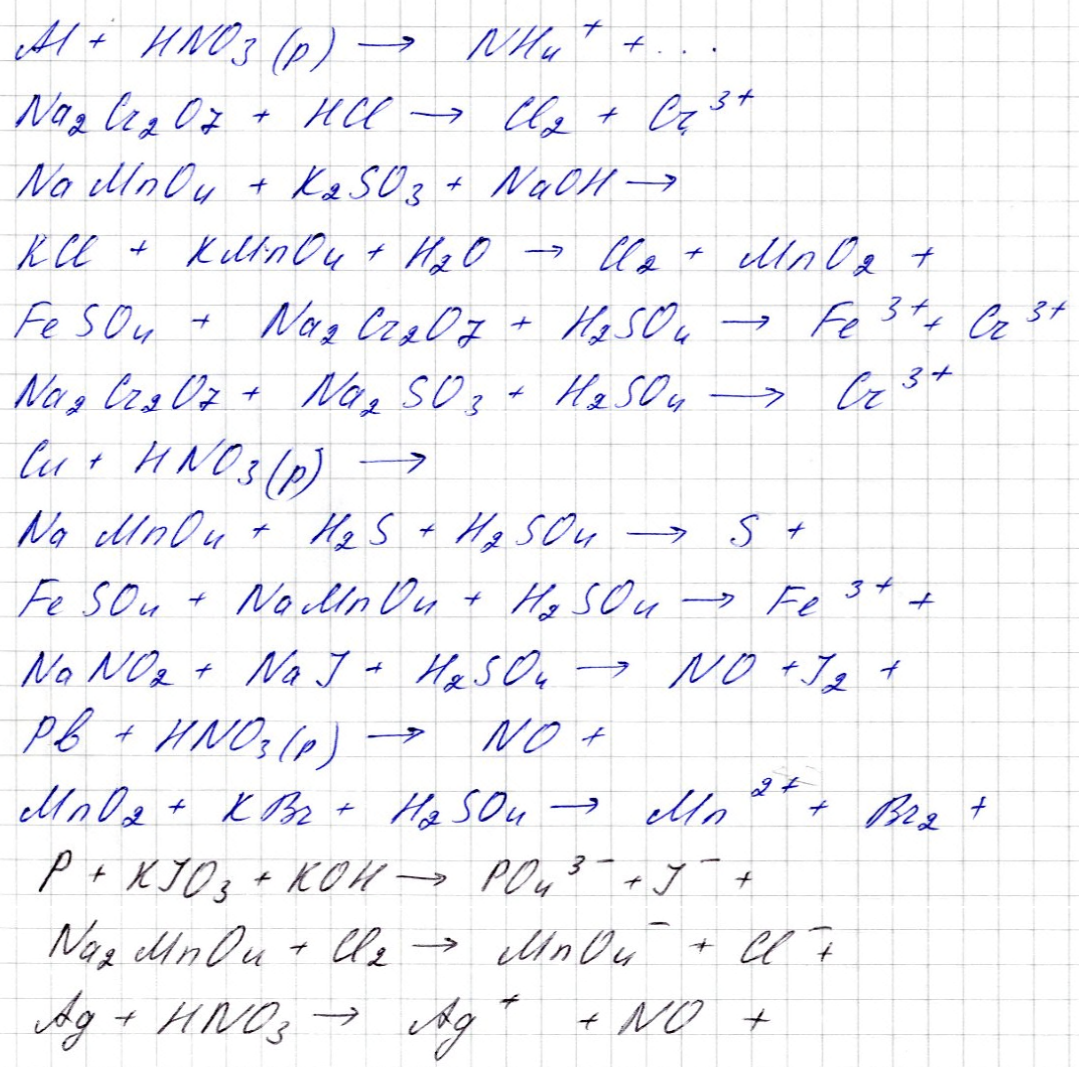 Al + HNO₃(р) → NH₄⁺ + ...
Na₂Cr₂O₇ + HCl → Cl₂ + Cr³⁺
NaMnO₄ + K₂SO₃ + NaOH →
KCl + KMnO₄ + H₂O → Cl₂ + MnO₂ +
FeSO₄ + Na₂Cr₂O₇ + H₂SO₄ → Fe³⁺ + Cr³⁺
Na₂Cr₂O₇ + Na₂SO₃ + H₂SO₄ → Cr³⁺
Cu + HNO₃(р) →
NaMnO₄ + H₂S + H₂SO₄ → S +
FeSO₄ + NaMnO₄ + H₂SO₄ → Fe³⁺ +
NaNO₂ + NaJ + H₂SO₄ → NO + J₂ +
Pb + HNO₃(р) → NO +
MnO₂ + KBr + H₂SO₄ → Mn²⁺ + Br₂ +
P + KJO₃ + KOH → PO₄³⁻ + J⁻ +
Na₂MnO₄ + Cl₂ → MnO₄⁻ + Cl⁻ +
Ag + HNO₃ → Ag⁺ + NO +